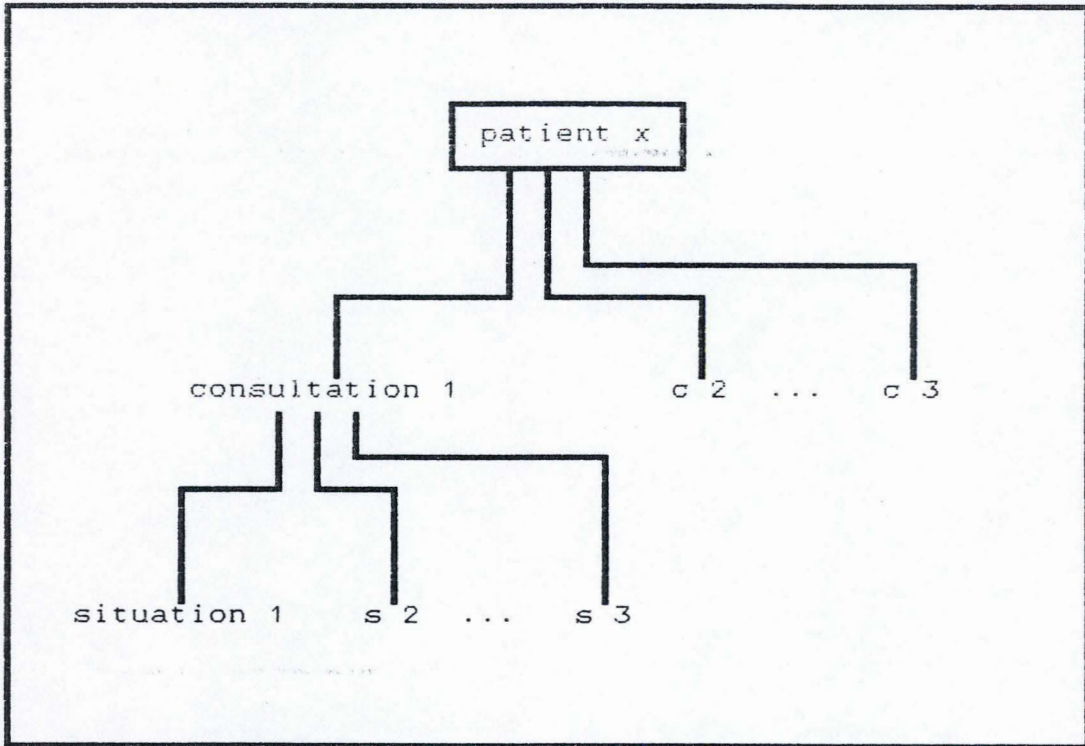 patient x
consultation 1 c 2 ... c 3
situation 1 s 2 ... s 3